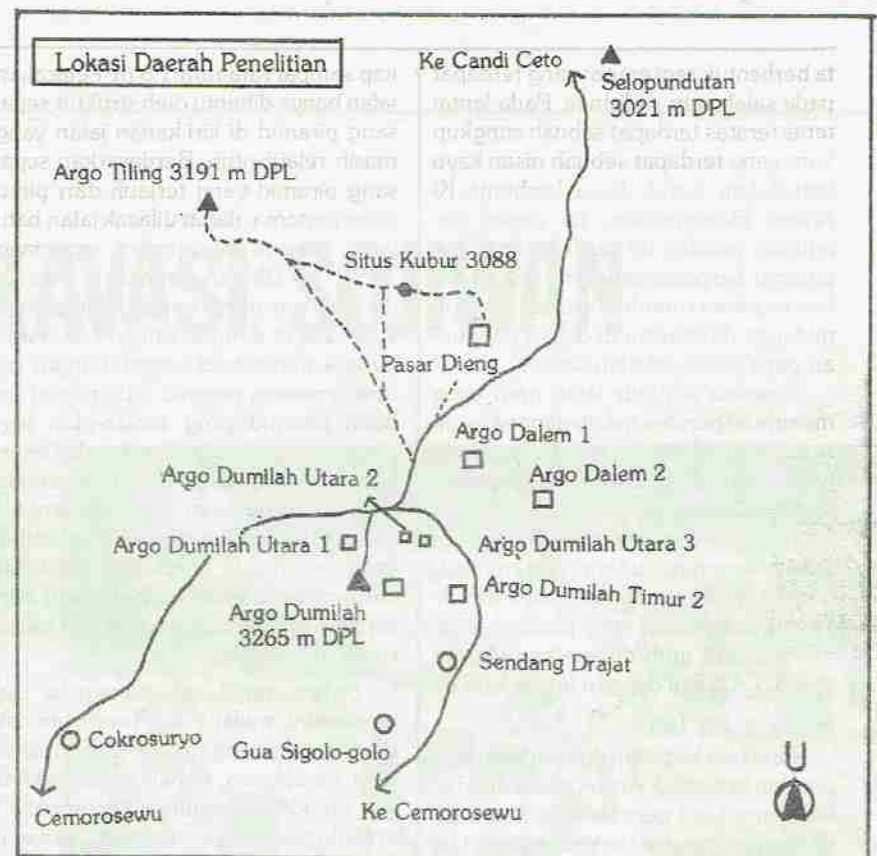 Lokasi Daerah Penelitian
Ke Candi Ceto
Selopundutan
3021 m DPL
Argo Tiling 3191 m DPL
Situs Kubur 3088
Pasar Dieng
Argo Dalem 1
Argo Dumilah Utara 2
Argo Dalem 2
Argo Dumilah Utara 1
Argo Dumilah Utara 3
Argo Dumilah Timur 2
Argo Dumilah
3265 m DPL
Sendang Drajat
Cokrosuryo
Gua Sigolo-golo
U
Cemorosewu
Ke Cemorosewu